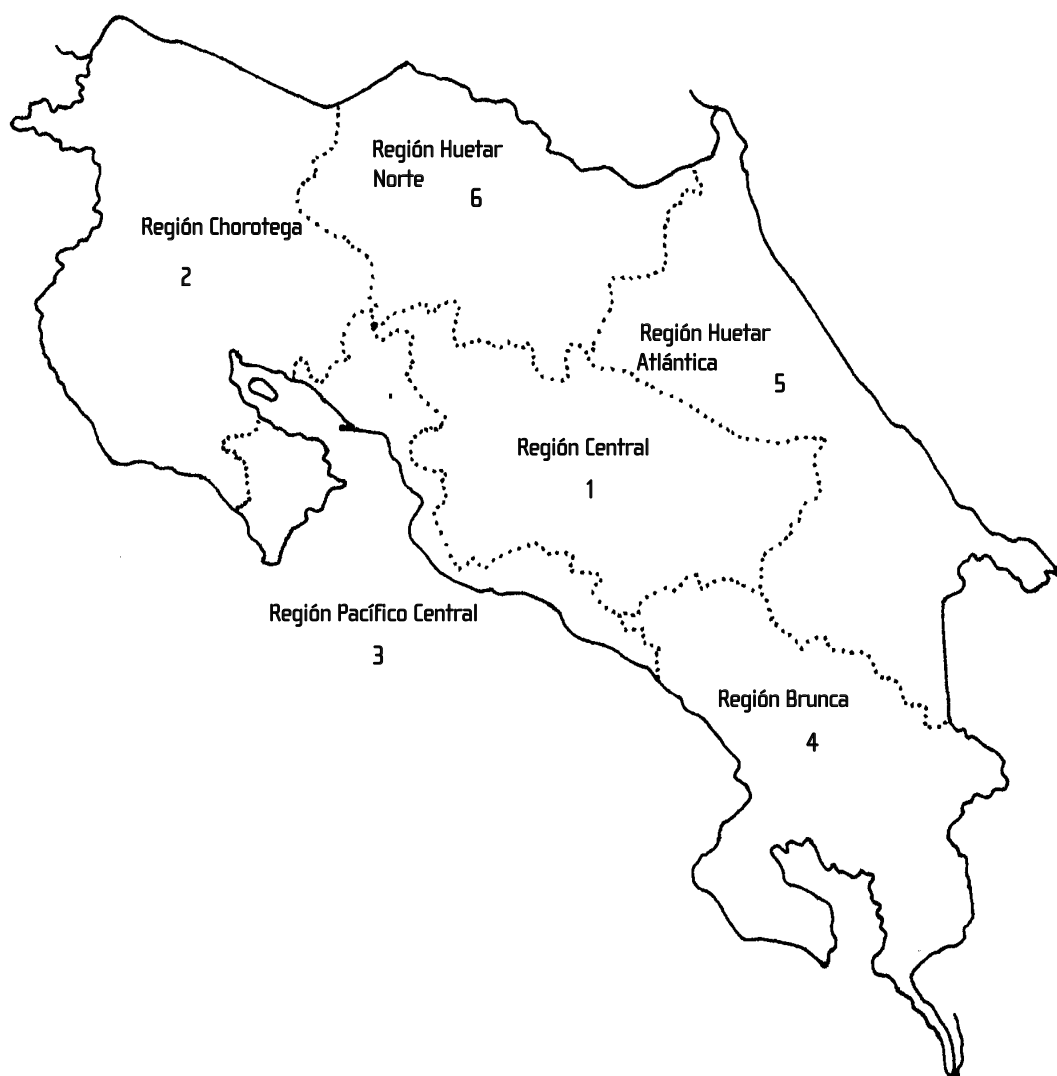 Región Huetar
Norte
6
Región Chorotega
2
Región Huetar
Atlántica
5
Región Central
1
Región Pacífico Central
3
Región Brunca
4